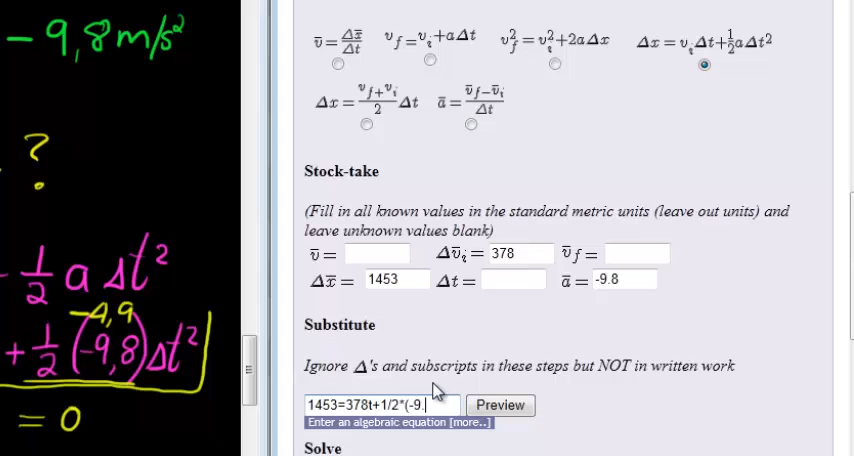 - 9,8 m/s²
?
- 1/2 a Δt²
-4,9
+ 1/2 (-9,8) Δt²
= 0
v̄ = Δx̄/Δt v_f = v_i + aΔt v_f² = v_i² + 2aΔx Δx = v_iΔt + 1/2 aΔt²
Δx = (v_f + v_i)/2 Δt ā = (v̄_f − v̄_i)/Δt
Stock-take
(Fill in all known values in the standard metric units (leave out units) and
leave unknown values blank)
v̄ = Δv̄_i = 378 v̄_f =
Δx̄ = 1453 Δt = ā = -9.8
Substitute
Ignore Δ's and subscripts in these steps but NOT in written work
1453=378t+1/2*(-9. Preview
Enter an algebraic equation [more..]
Solve